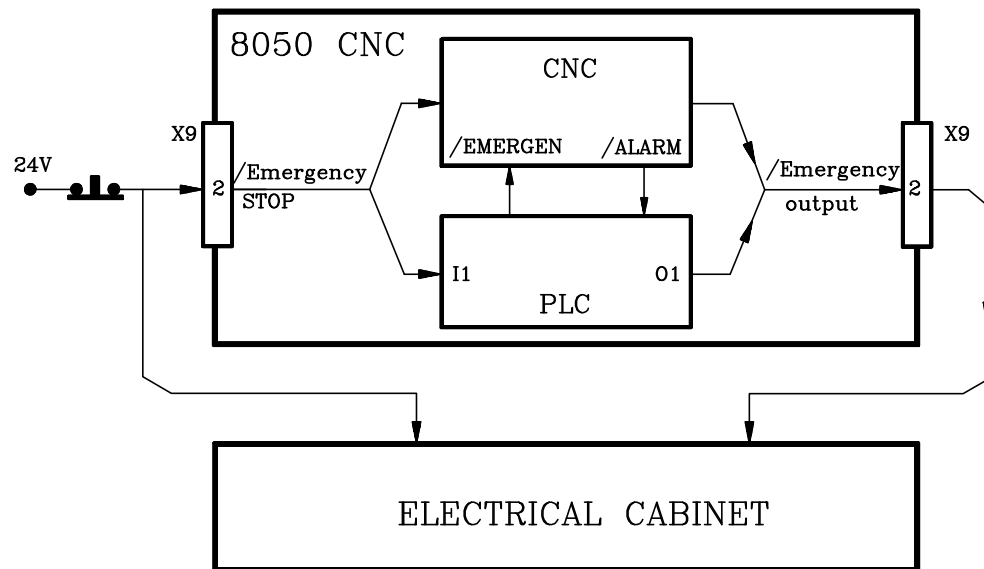 8050 CNC
CNC
X9
X9
/EMERGEN
/ALARM
24V
2
/Emergency
STOP
/Emergency
output
2
I1
O1
PLC
ELECTRICAL CABINET